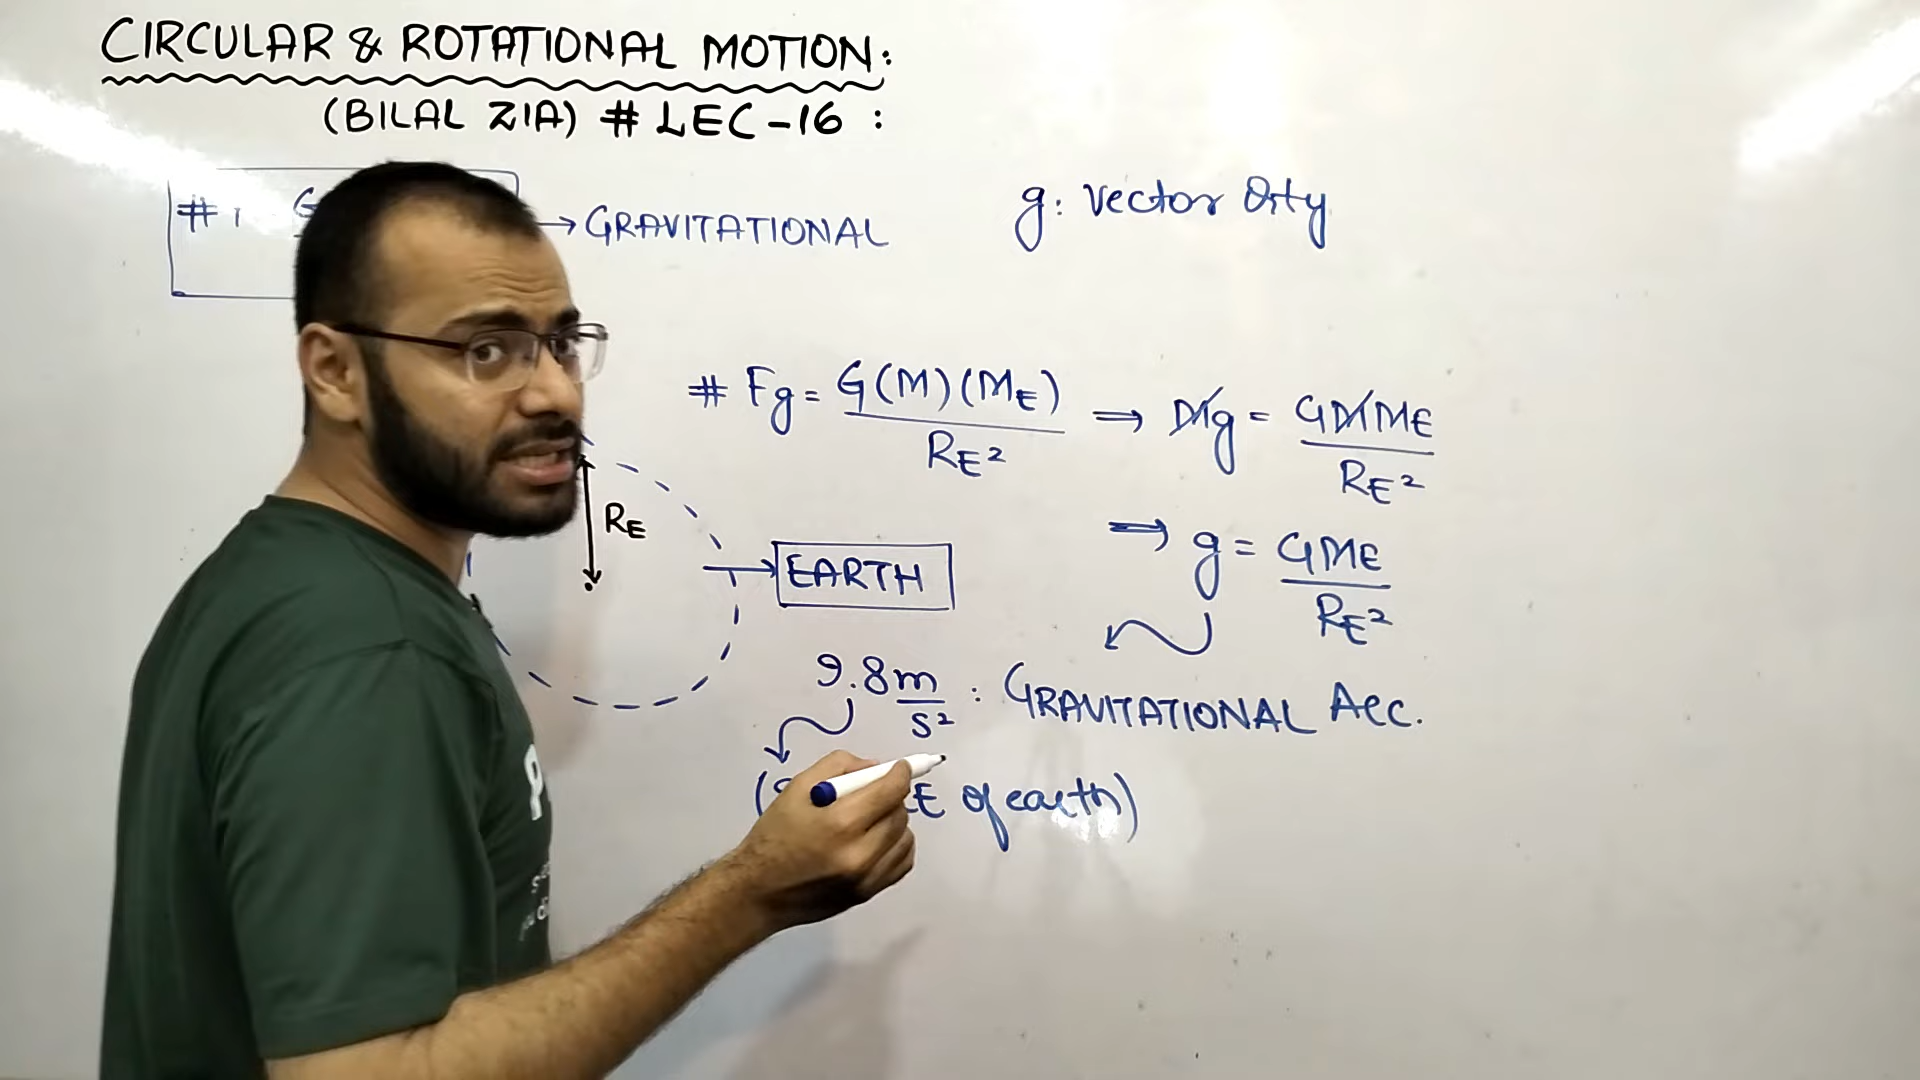 CIRCULAR & ROTATIONAL MOTION:
(BILAL ZIA) # LEC-16 :
#
→ GRAVITATIONAL
g: Vector Qty
# Fg = G(M)(ME) / RE² ⇒ Mg = GMME / RE²
RE
⇒ g = GME / RE²
EARTH
9.8 m/s² : GRAVITATIONAL Acc.
of earth)